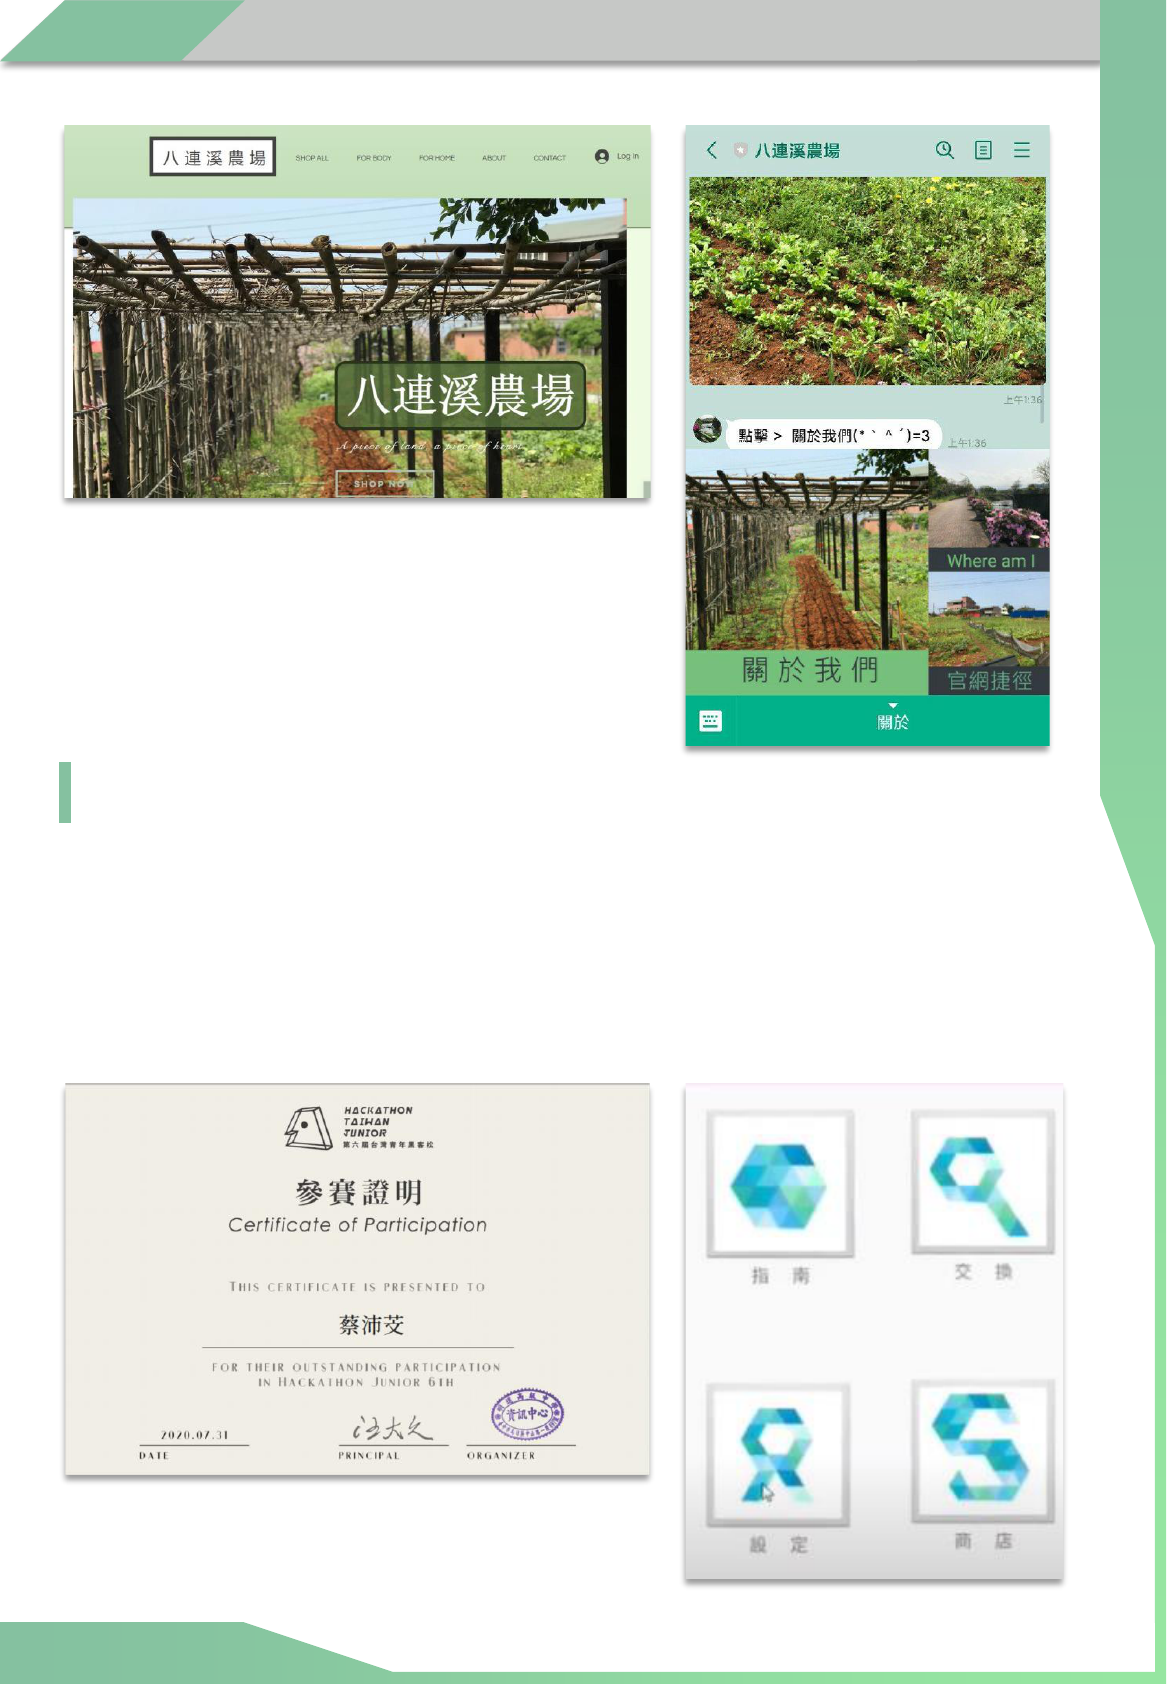 八連溪農場
SHOP ALL FOR BODY FOR HOME ABOUT CONTACT Log In
八連溪農場
A piece of land, a piece of heart
SHOP NOW
八連溪農場
上午1:36
點擊 > 關於我們(*ˋ ^ ˊ)=3
上午1:36
Where am I
關於我們
官網捷徑
關於
HACKATHON
TAIWAN
JUNIOR
第六屆台灣青年黑客松
參賽證明
Certificate of Participation
THIS CERTIFICATE IS PRESENTED TO
蔡沛芠
FOR THEIR OUTSTANDING PARTICIPATION
IN HACKATHON JUNIOR 6TH
資訊中心
2020.07.31
DATE PRINCIPAL ORGANIZER
指 南
交 換
設 定
商 店